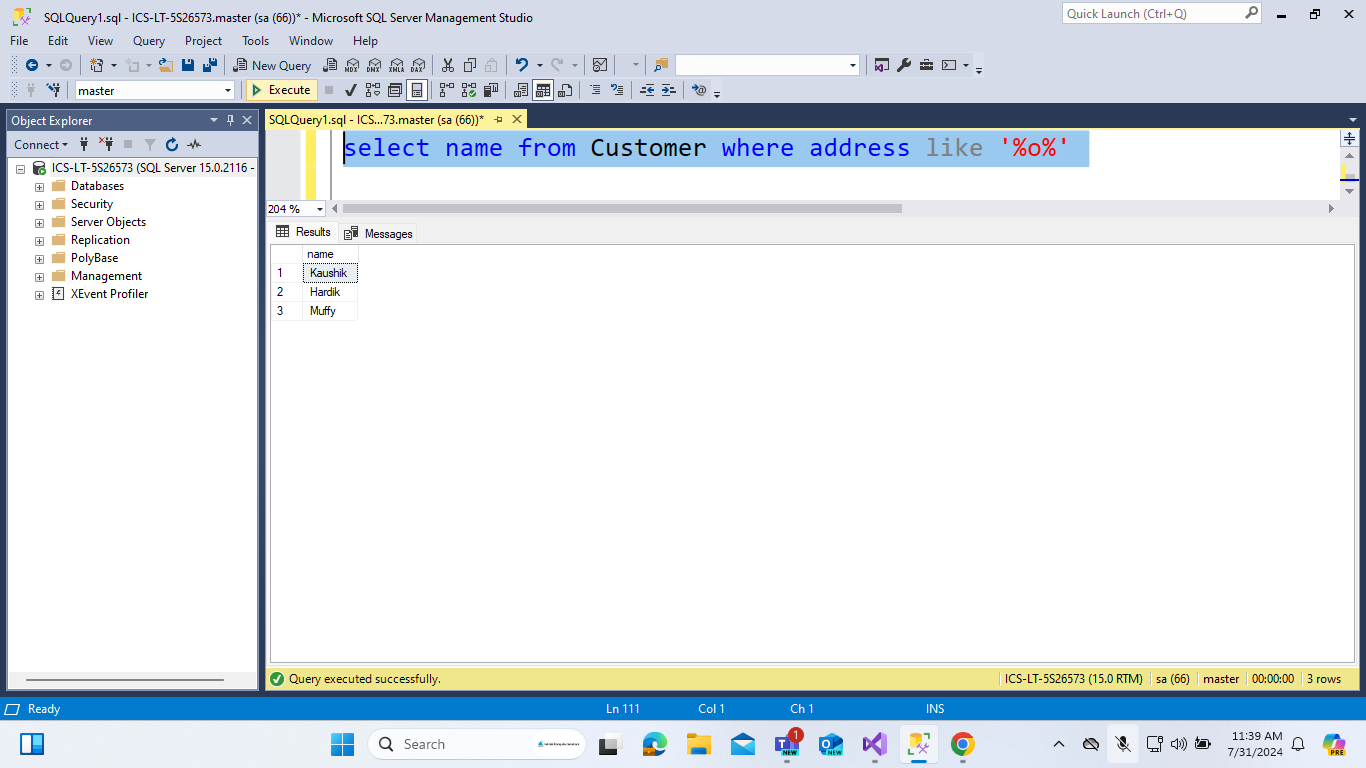 SQLQuery1.sql - ICS-LT-5S26573.master (sa (66))* - Microsoft SQL Server Management Studio
Quick Launch (Ctrl+Q)
File Edit View Query Project Tools Window Help
New Query MDX DMX XMLA DAX
master Execute
Object Explorer
SQLQuery1.sql - ICS...73.master (sa (66))*
Connect
select name from Customer where address like '%o%'
ICS-LT-5S26573 (SQL Server 15.0.2116 -
Databases
Security
Server Objects
Replication
PolyBase
Management
XEvent Profiler
204 %
Results Messages
name
1 Kaushik
2 Hardik
3 Muffy
Query executed successfully.
ICS-LT-5S26573 (15.0 RTM) sa (66) master 00:00:00 3 rows
Ready Ln 111 Col 1 Ch 1 INS
Search
1
NEW
NEW
PRE
11:39 AM
7/31/2024